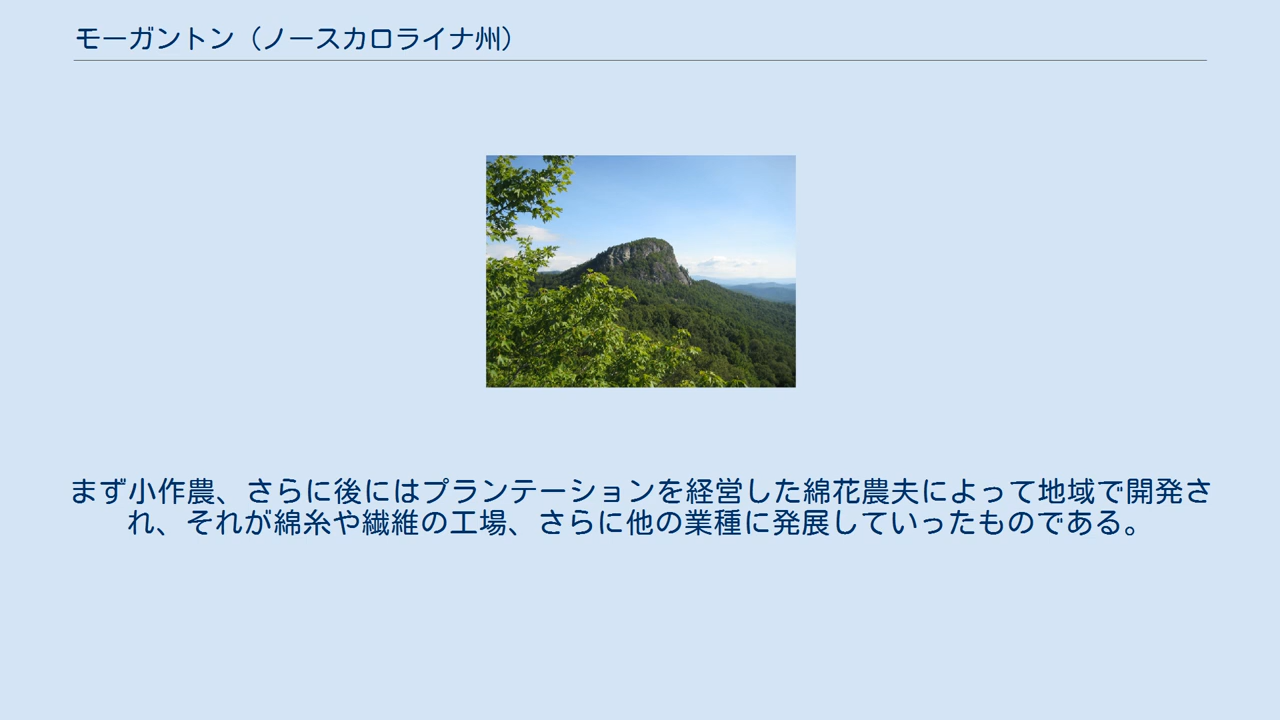 モーガントン（ノースカロライナ州）
まず小作農、さらに後にはプランテーションを経営した綿花農夫によって地域で開発さ
れ、それが綿糸や繊維の工場、さらに他の業種に発展していったものである。